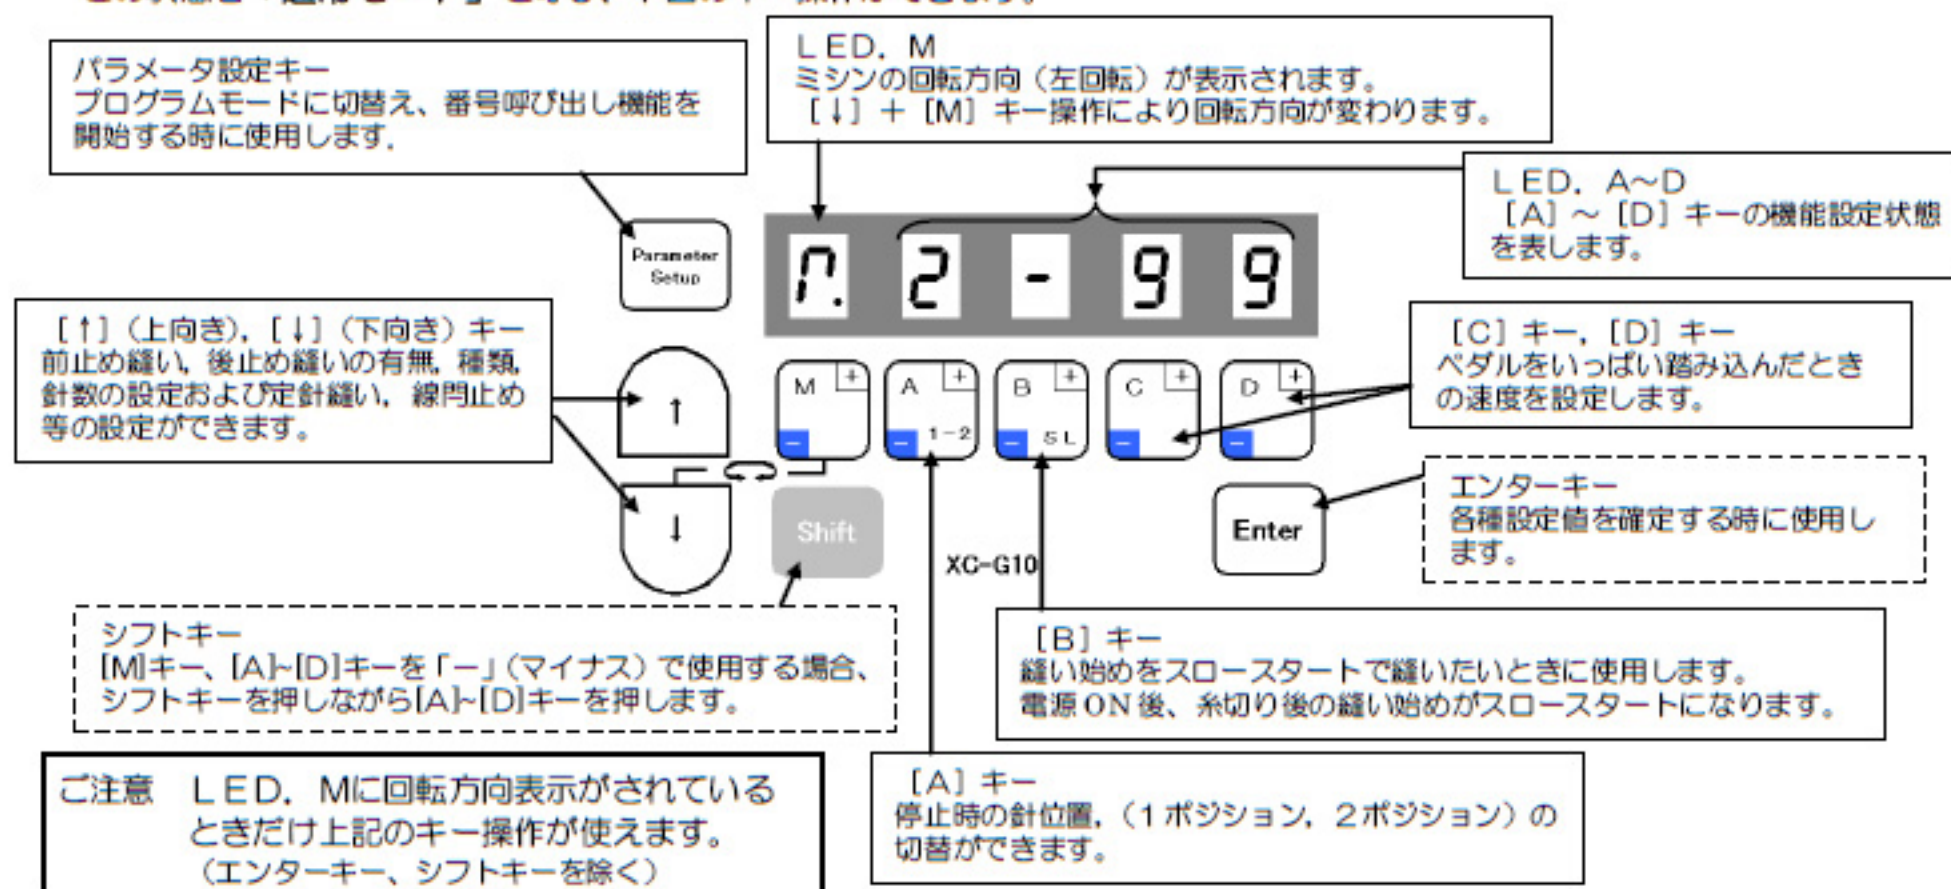 パラメータ設定キー
プログラムモードに切替え、番号呼び出し機能を
開始する時に使用します.
ＬＥＤ．Ｍ
ミシンの回転方向（左回転）が表示されます。
［↓］＋［M］キー操作により回転方向が変わります。
ＬＥＤ．Ａ～Ｄ
［A］～［D］キーの機能設定状態
を表します。
Parameter
Setup
2 - 9 9
［↑］（上向き），［↓］（下向き）キー
前止め縫い，後止め縫いの有無，種類，
針数の設定および定針縫い，線閂止め
等の設定ができます。
［C］キー，［D］キー
ペダルをいっぱい踏み込んだとき
の速度を設定します。
↑
M + -
A + - 1-2
B + - SL
C + -
D + -
↓
Shift
XC-G10
Enter
エンターキー
各種設定値を確定する時に使用し
ます。
シフトキー
[M]キー、[A]~[D]キーを「－」（マイナス）で使用する場合、
シフトキーを押しながら[A]~[D]キーを押します。
［B］キー
縫い始めをスロースタートで縫いたいときに使用します。
電源ON後、糸切り後の縫い始めがスロースタートになります。
ご注意　ＬＥＤ．Ｍに回転方向表示がされている
ときだけ上記のキー操作が使えます。
（エンターキー、シフトキーを除く）
［A］キー
停止時の針位置，（１ポジション，２ポジション）の
切替ができます。